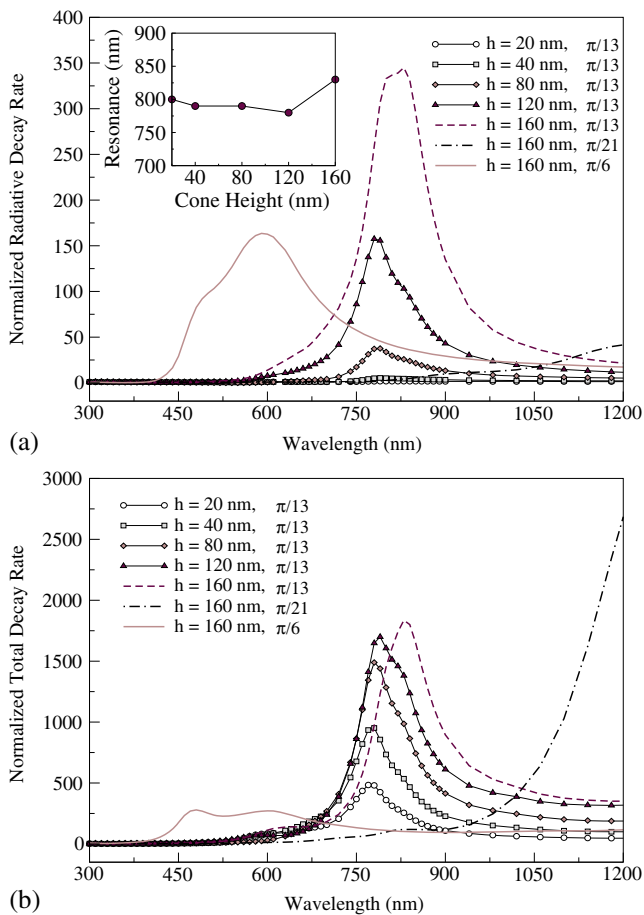 400
350
300
250
200
150
100
50
0
Normalized Radiative Decay Rate
900
850
800
750
700
Resonance (nm)
40 80 120 160
Cone Height (nm)
h = 20 nm, π/13
h = 40 nm, π/13
h = 80 nm, π/13
h = 120 nm, π/13
h = 160 nm, π/13
h = 160 nm, π/21
h = 160 nm, π/6
300 450 600 750 900 1050 1200
(a)
Wavelength (nm)
3000
2500
2000
1500
1000
500
0
Normalized Total Decay Rate
h = 20 nm, π/13
h = 40 nm, π/13
h = 80 nm, π/13
h = 120 nm, π/13
h = 160 nm, π/13
h = 160 nm, π/21
h = 160 nm, π/6
300 450 600 750 900 1050 1200
(b)
Wavelength (nm)